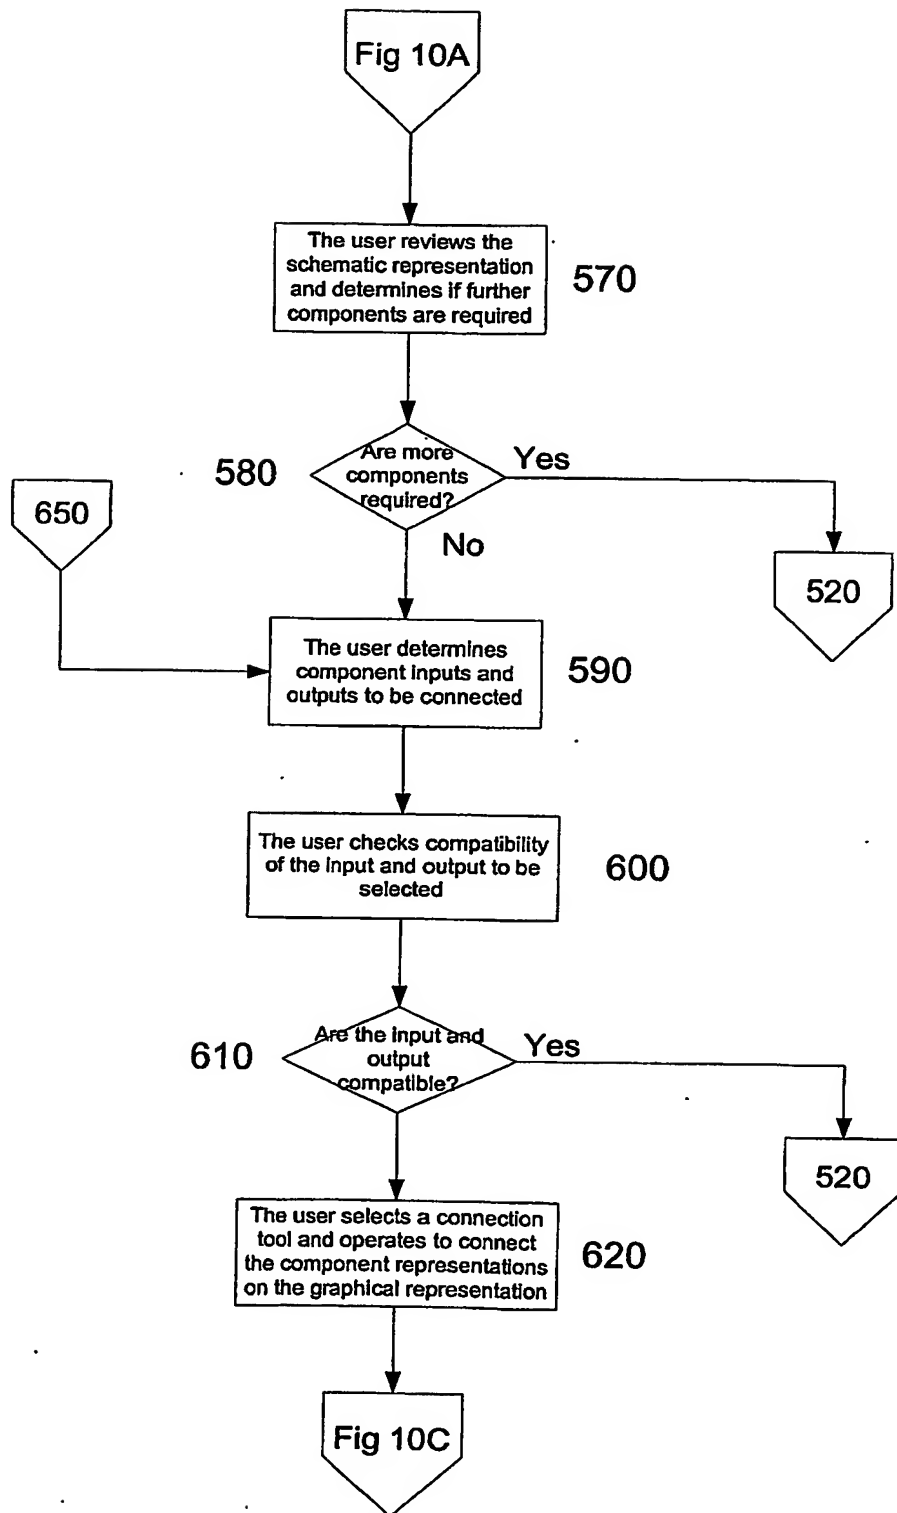 Fig 10A
The user reviews the
schematic representation
and determines if further
components are required
570
580
Are more
components
required?
Yes
650
No
520
The user determines
component inputs and
outputs to be connected
590
The user checks compatibility
of the input and output to be
selected
600
610
Are the input and
output
compatible?
Yes
520
The user selects a connection
tool and operates to connect
the component representations
on the graphical representation
620
Fig 10C